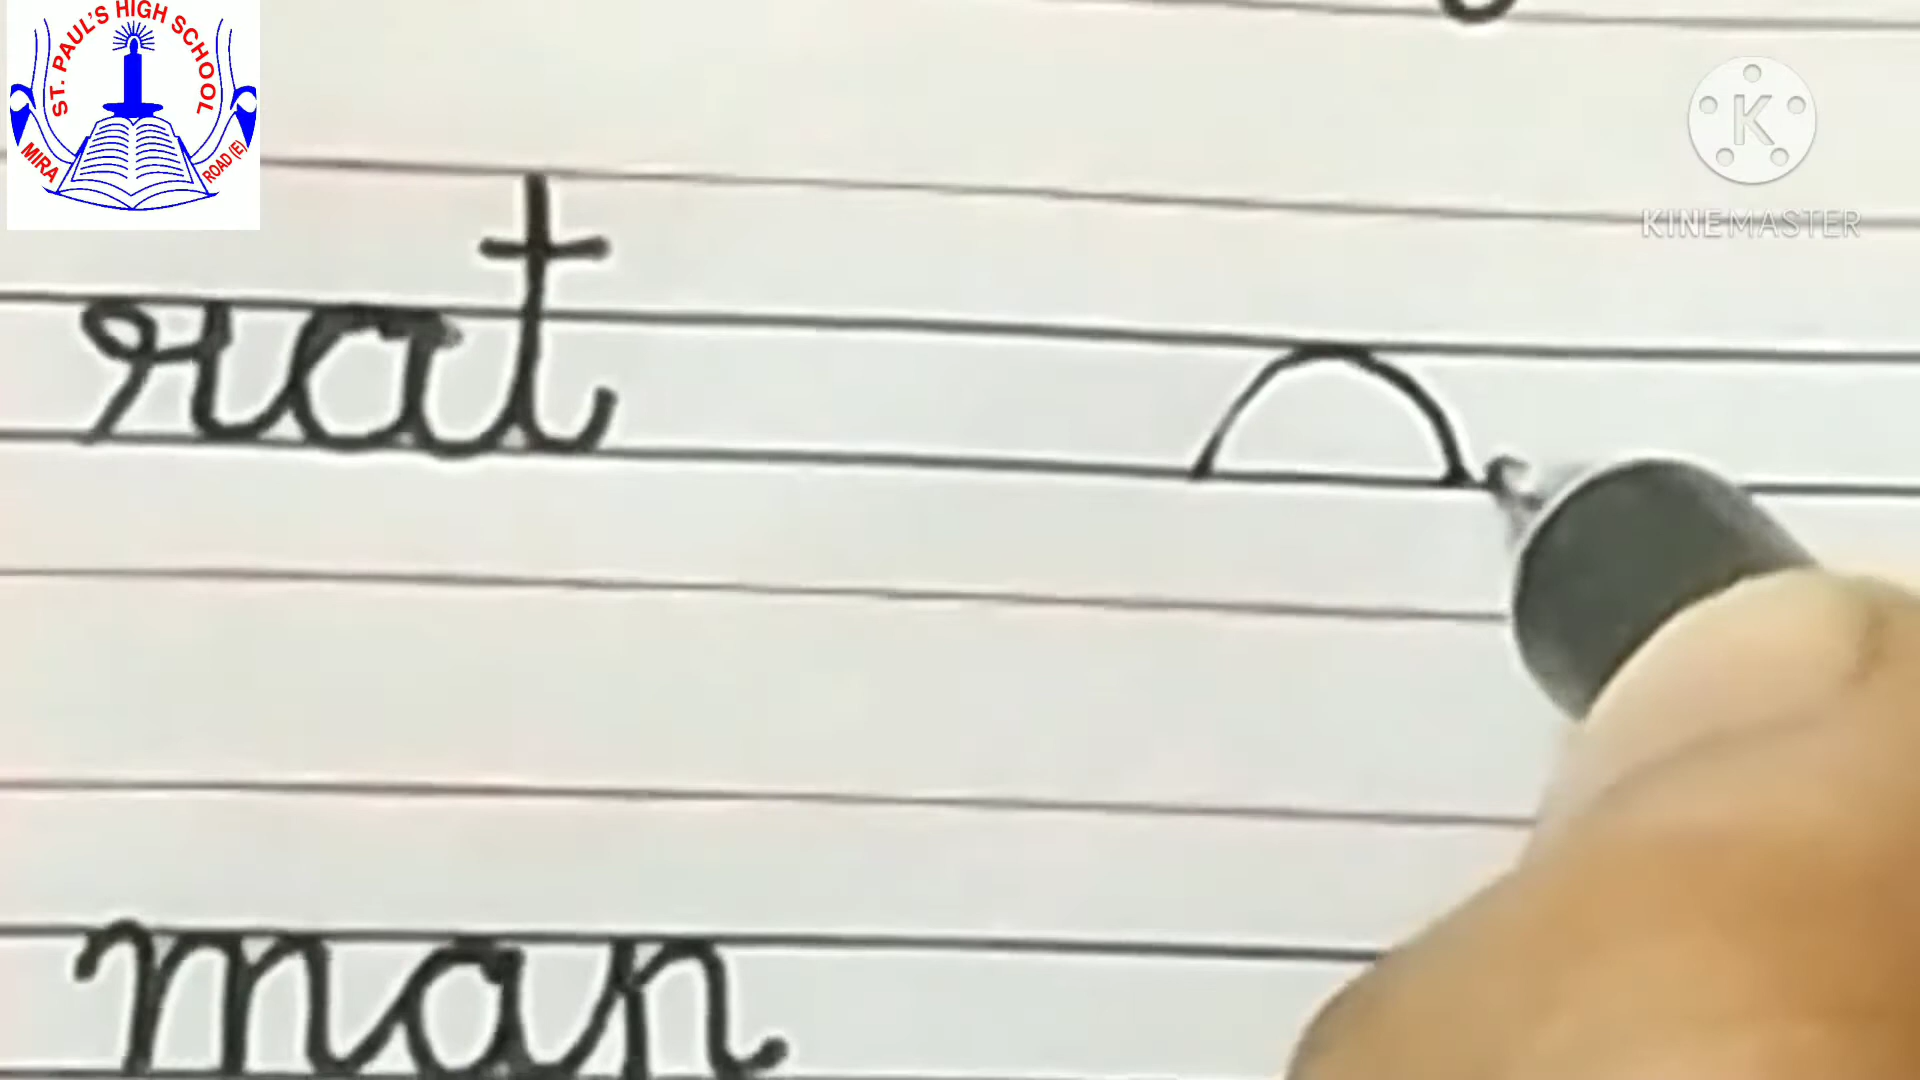 ST. PAUL'S HIGH SCHOOL
MIRA ROAD (E)
K
KINEMASTER
rat
man